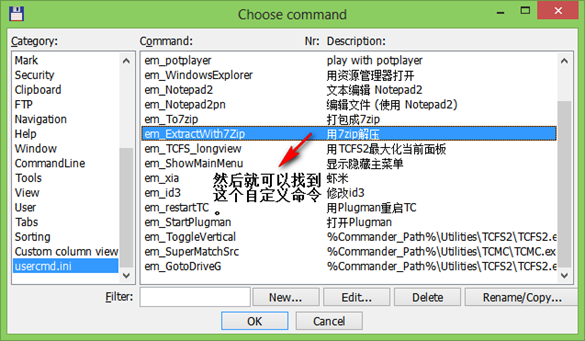 Choose command
Category:
Command: Nr: Description:
Mark
Security
Clipboard
FTP
Navigation
Help
Window
CommandLine
Tools
View
User
Tabs
Sorting
Custom column view
usercmd.ini
em_potplayer play with potplayer
em_WindowsExplorer 用资源管理器打开
em_Notepad2 文本编辑 Notepad2
em_Notepad2pn 编辑文件 (使用 Notepad2)
em_To7zip 打包成7zip
em_ExtractWith7Zip 用7zip解压
em_TCFS_longview 用TCFS2最大化当前面板
em_ShowMainMenu 显示隐藏主菜单
em_xia 虾米
em_id3 修改id3
em_restartTC 用Plugman重启TC
em_StartPlugman 打开Plugman
em_ToggleVertical %Commander_Path%\Utilities\TCFS2\TCFS2.e
em_SuperMatchSrc %Commander_Path%\Utilities\TCMC\TCMC.ex
em_GotoDriveG %Commander_Path%\Utilities\TCFS2\TCFS2.e
然后就可以找到
这个自定义命令
。
Filter:
New... Edit... Delete Rename/Copy...
OK Cancel